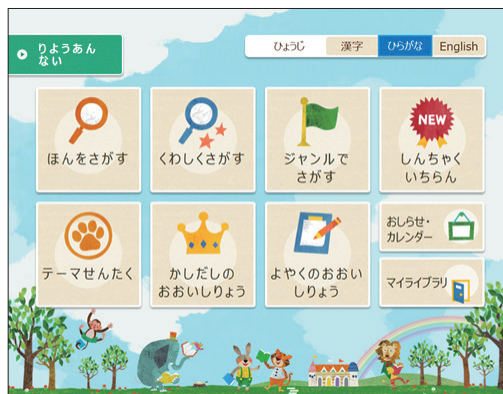 りようあん
ない
ひょうじ 漢字 ひらがな English
ほんをさがす
くわしくさがす
ジャンルで
さがす
NEW
しんちゃく
いちらん
テーマせんたく
かしだしの
おおいしりょう
よやくのおおい
しりょう
おしらせ・
カレンダー
マイライブラリ